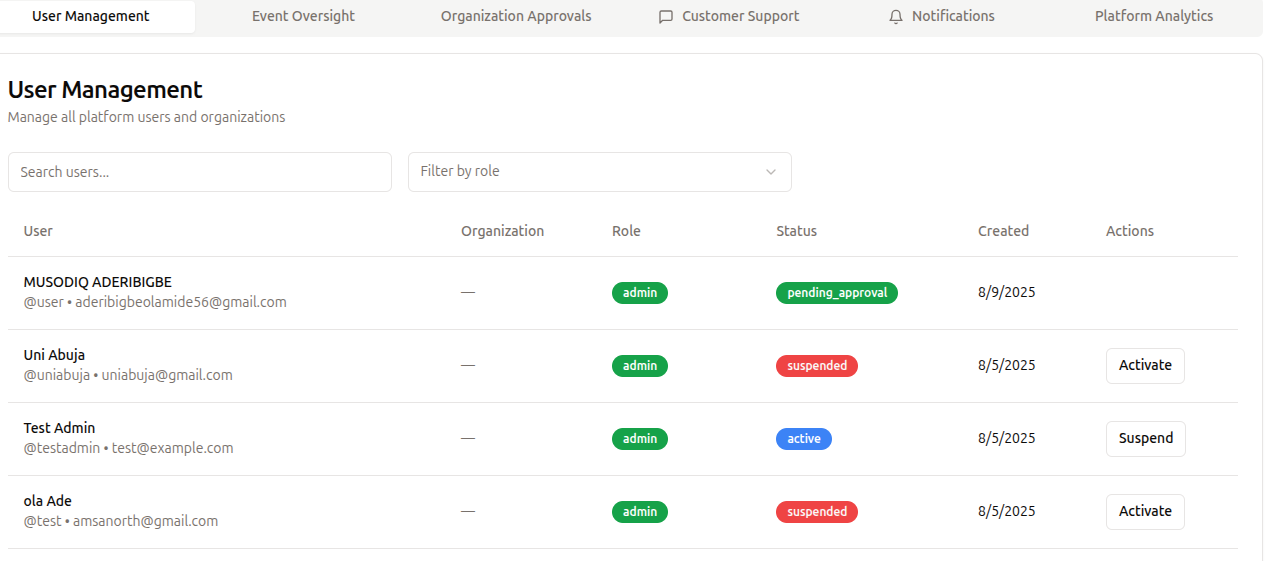 User Management Event Oversight Organization Approvals Customer Support Notifications Platform Analytics
User Management
Manage all platform users and organizations
Search users... Filter by role
User Organization Role Status Created Actions
MUSODIQ ADERIBIGBE
@user • aderibigbeolamide56@gmail.com — admin pending_approval 8/9/2025
Uni Abuja
@uniabuja • uniabuja@gmail.com — admin suspended 8/5/2025 Activate
Test Admin
@testadmin • test@example.com — admin active 8/5/2025 Suspend
ola Ade
@test • amsanorth@gmail.com — admin suspended 8/5/2025 Activate